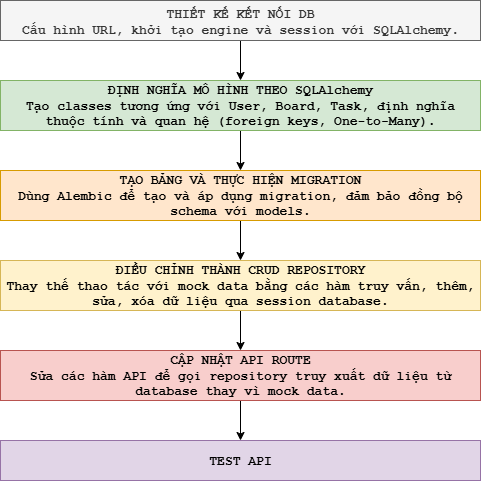 THIẾT KẾ KẾT NỐI DB
Cấu hình URL, khởi tạo engine và session với SQLAlchemy.
ĐỊNH NGHĨA MÔ HÌNH THEO SQLAlchemy
Tạo classes tương ứng với User, Board, Task, định nghĩa
thuộc tính và quan hệ (foreign keys, One-to-Many).
TẠO BẢNG VÀ THỰC HIỆN MIGRATION
Dùng Alembic để tạo và áp dụng migration, đảm bảo đồng bộ
schema với models.
ĐIỀU CHỈNH THÀNH CRUD REPOSITORY
Thay thế thao tác với mock data bằng các hàm truy vấn, thêm,
sửa, xóa dữ liệu qua session database.
CẬP NHẬT API ROUTE
Sửa các hàm API để gọi repository truy xuất dữ liệu từ
database thay vì mock data.
TEST API